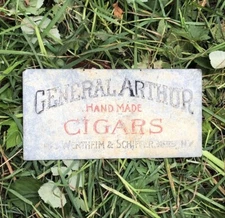 GENERAL ARTHUR
HAND MADE
CIGARS
WERTHEIM & SCHIFFER